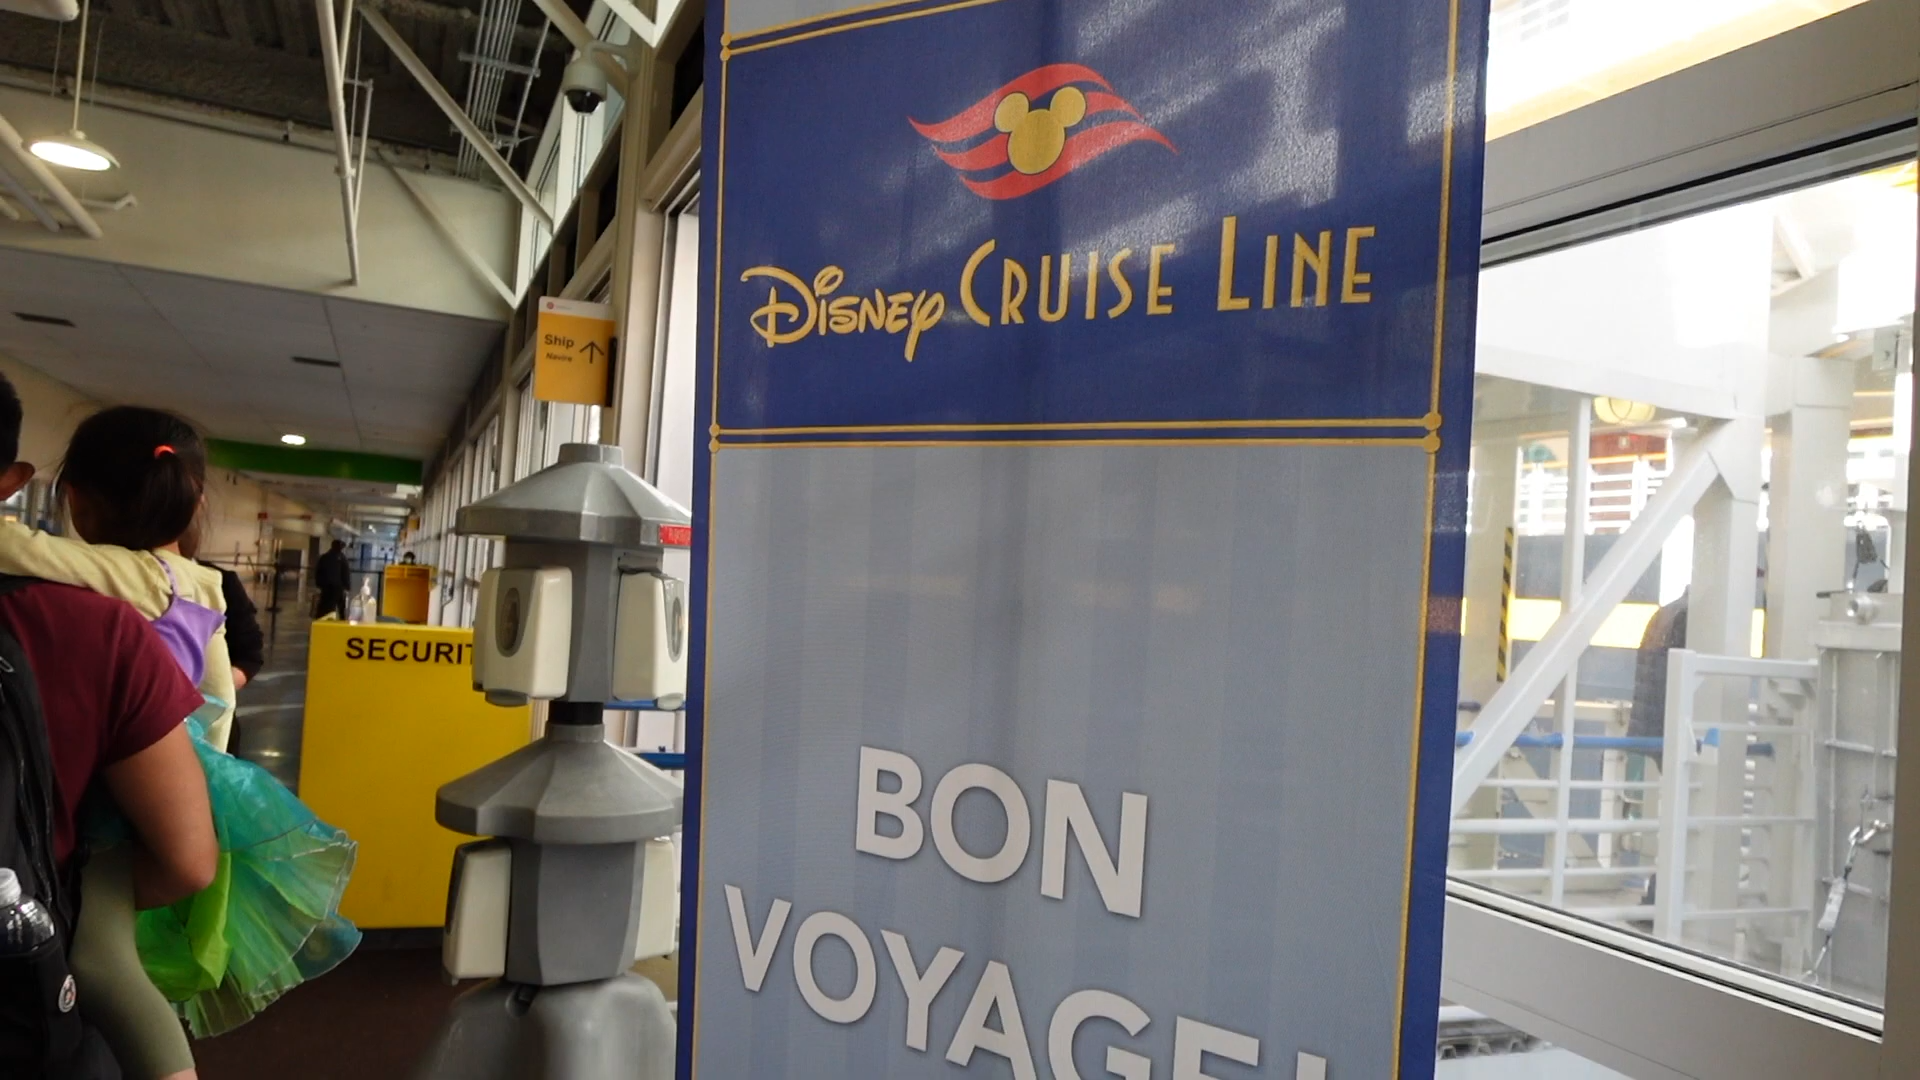 DISNEY CRUISE LINE
Ship
Navire
SECURIT
BON
VOYAGE!